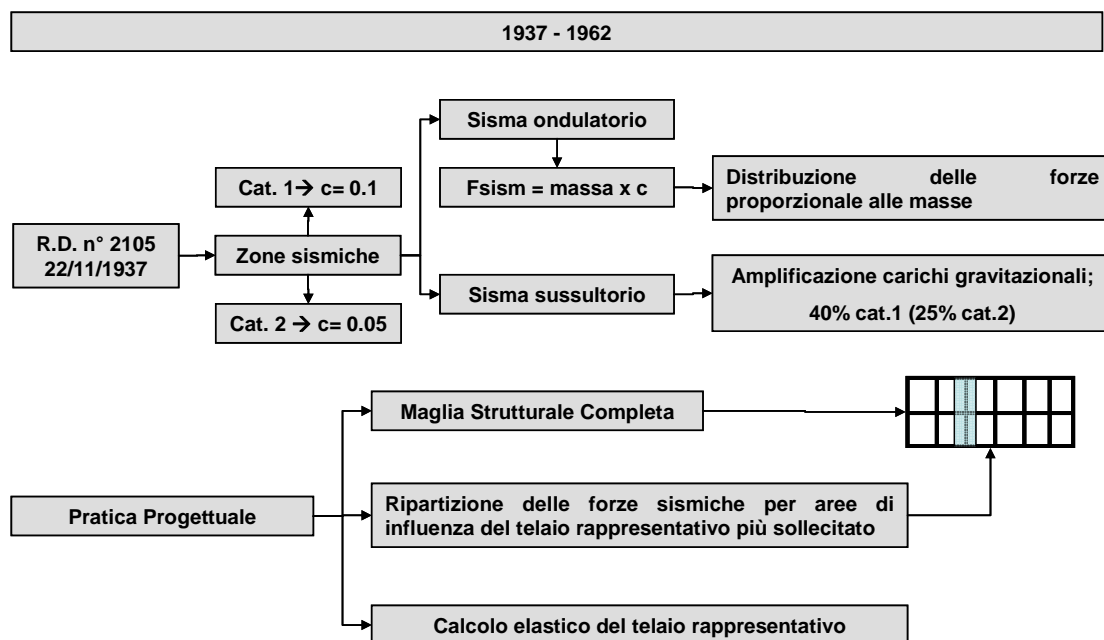 1937 - 1962
Sisma ondulatorio
Cat. 1→ c= 0.1
Fsism = massa x c
Distribuzione delle forze
proporzionale alle masse
R.D. n° 2105
22/11/1937
Zone sismiche
Cat. 2 → c= 0.05
Sisma sussultorio
Amplificazione carichi gravitazionali;
40% cat.1 (25% cat.2)
Maglia Strutturale Completa
Pratica Progettuale
Ripartizione delle forze sismiche per aree di
influenza del telaio rappresentativo più sollecitato
Calcolo elastico del telaio rappresentativo